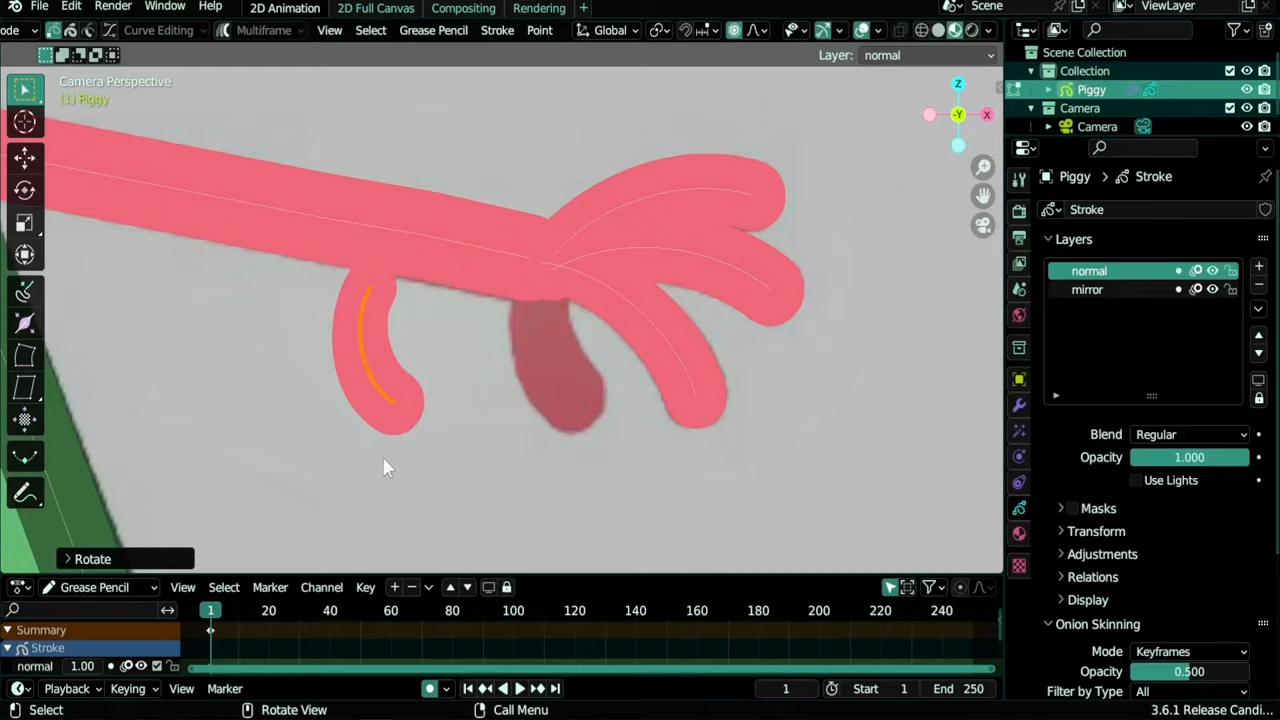 File Edit Render Window Help 2D Animation 2D Full Canvas Compositing Rendering + Scene ViewLayer
ode Curve Editing Multiframe View Select Grease Pencil Stroke Point Global
Layer: normal
Camera Perspective
(1) Piggy
Z
-Y X
Rotate
Scene Collection
Collection
Piggy
Camera
Camera
Piggy > Stroke
Stroke
Layers
normal
mirror
Blend Regular
Opacity 1.000
Use Lights
Masks
Transform
Adjustments
Relations
Display
Onion Skinning
Mode Keyframes
Opacity 0.500
Filter by Type All
Grease Pencil View Select Marker Channel Key
1 20 40 60 80 100 120 140 160 180 200 220 240
Summary
Stroke
normal 1.00
Playback Keying View Marker 1 Start 1 End 250
Select Rotate View Call Menu 3.6.1 Release Candi...